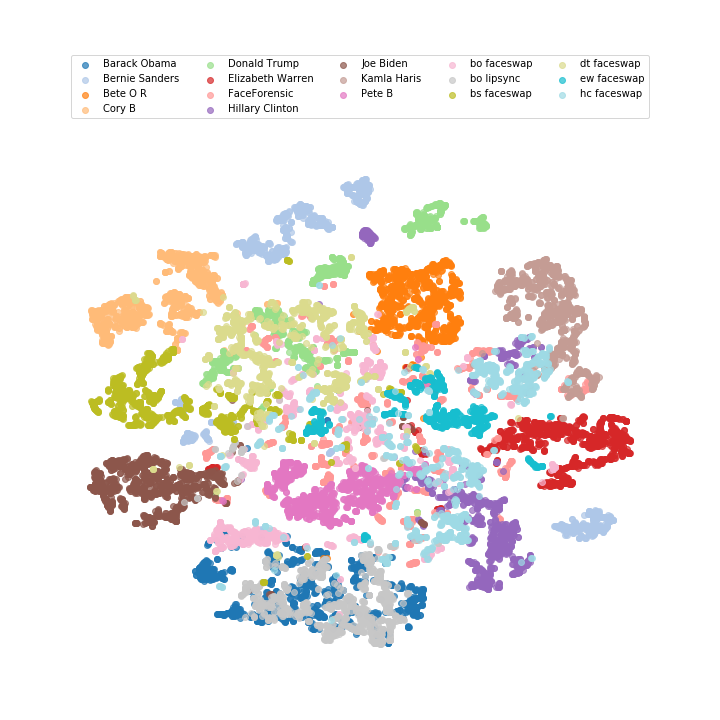 Barack Obama
Bernie Sanders
Bete O R
Cory B
Donald Trump
Elizabeth Warren
FaceForensic
Hillary Clinton
Joe Biden
Kamla Haris
Pete B
bo faceswap
bo lipsync
bs faceswap
dt faceswap
ew faceswap
hc faceswap